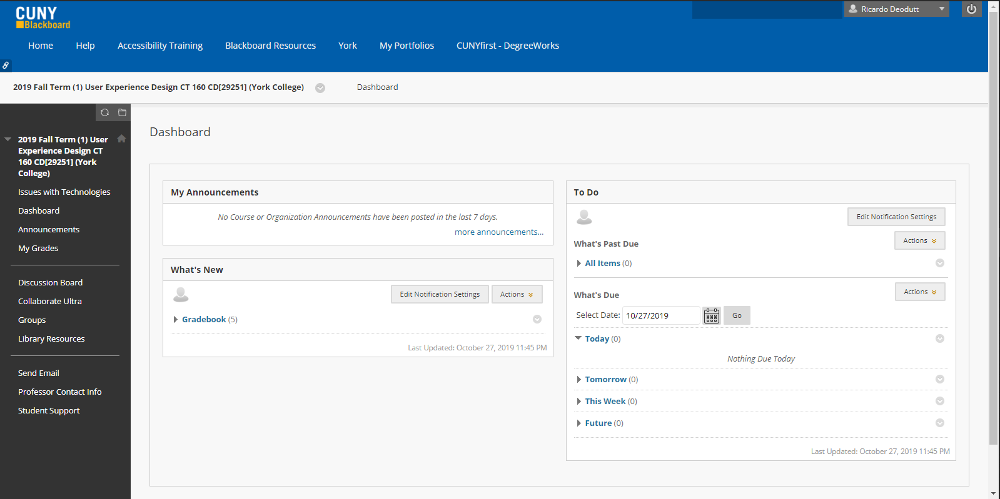 CUNY
Blackboard
Ricardo Deodutt
Home Help Accessibility Training Blackboard Resources York My Portfolios CUNYfirst - DegreeWorks
2019 Fall Term (1) User Experience Design CT 160 CD[29251] (York College) Dashboard
2019 Fall Term (1) User
Experience Design CT
160 CD[29251] (York
College)
Issues with Technologies
Dashboard
Announcements
My Grades
Discussion Board
Collaborate Ultra
Groups
Library Resources
Send Email
Professor Contact Info
Student Support
Dashboard
My Announcements
No Course or Organization Announcements have been posted in the last 7 days.
more announcements...
What's New
Edit Notification Settings Actions
Gradebook (5)
Last Updated: October 27, 2019 11:45 PM
To Do
Edit Notification Settings
What's Past Due Actions
All Items (0)
What's Due Actions
Select Date: 10/27/2019 Go
Today (0)
Nothing Due Today
Tomorrow (0)
This Week (0)
Future (0)
Last Updated: October 27, 2019 11:45 PM